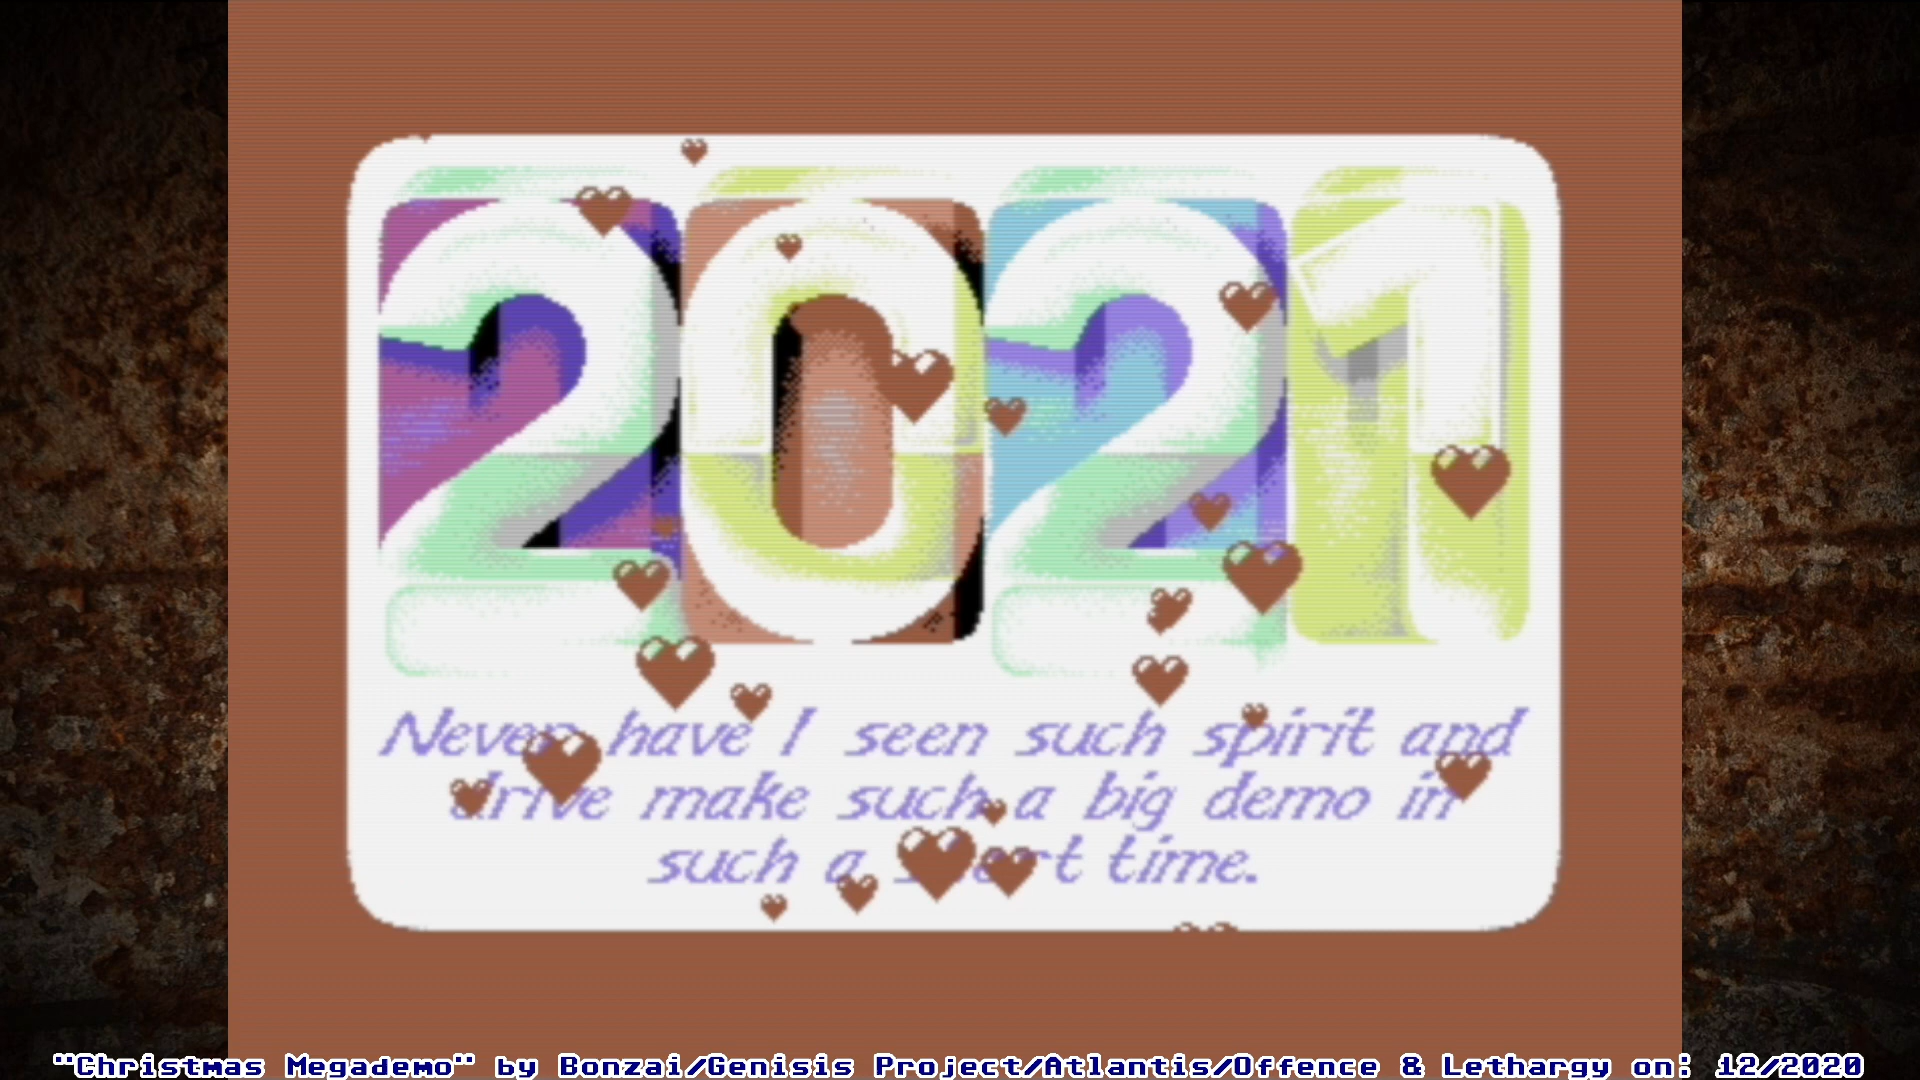 2021
Never have I seen such spirit and
drive make such a big demo in
such a short time.
"Christmas Megademo" by Bonzai/Genisis Project/Atlantis/Offence & Lethargy on: 12/2020